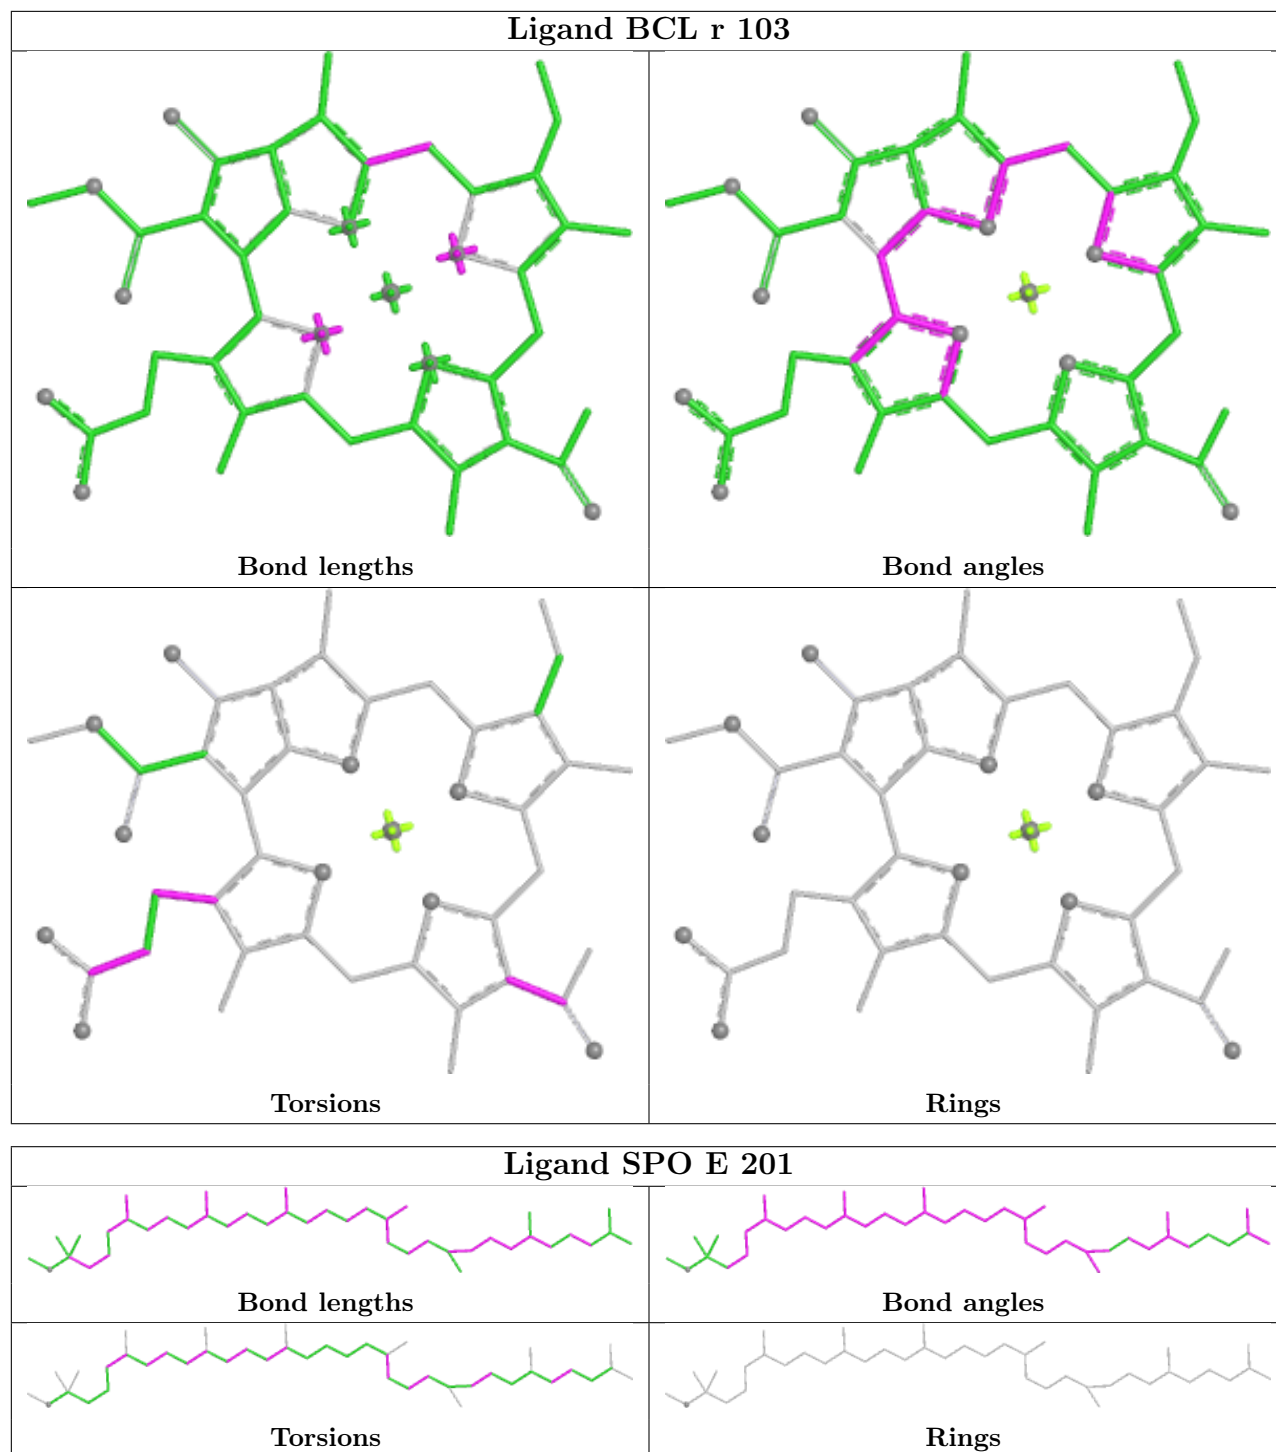 Ligand BCL r 103
Bond lengths
Bond angles
Torsions
Rings
Ligand SPO E 201
Bond lengths
Bond angles
Torsions
Rings